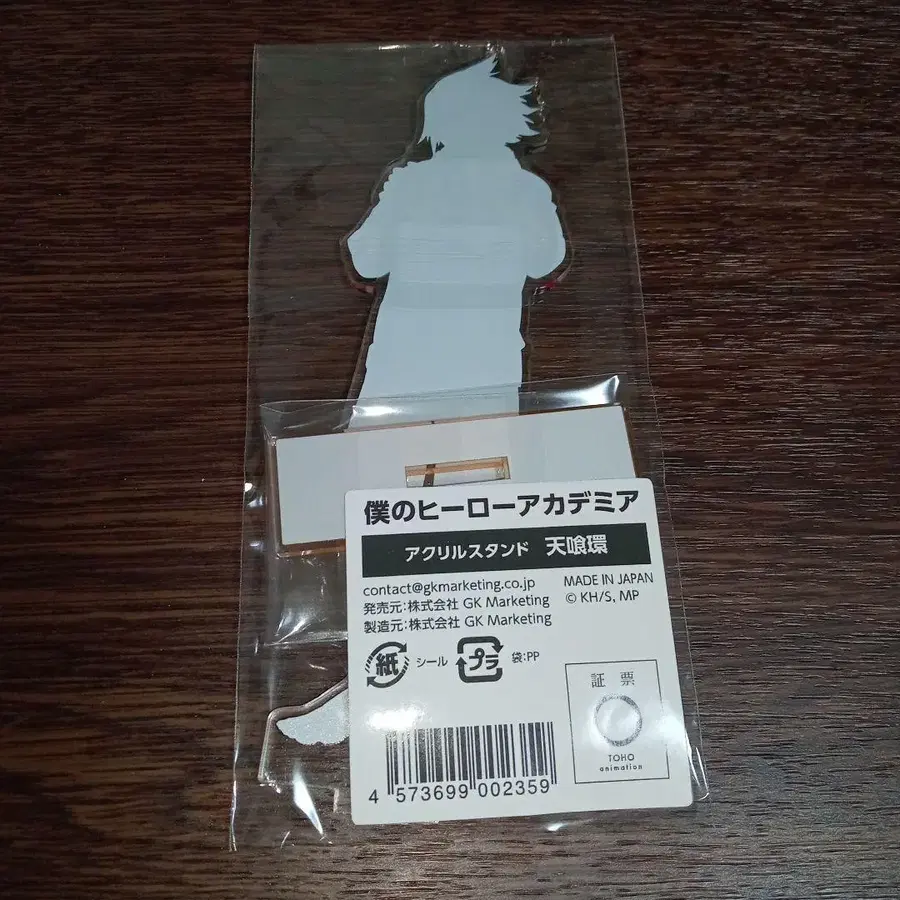 僕のヒーローアカデミア
アクリルスタンド 天喰環
contact@gkmarketing.co.jp
発売元:株式会社 GK Marketing
製造元:株式会社 GK Marketing
MADE IN JAPAN
© KH/S, MP
紙 シール プラ 袋:PP
証票
TOHO
animation
4 573699 002359